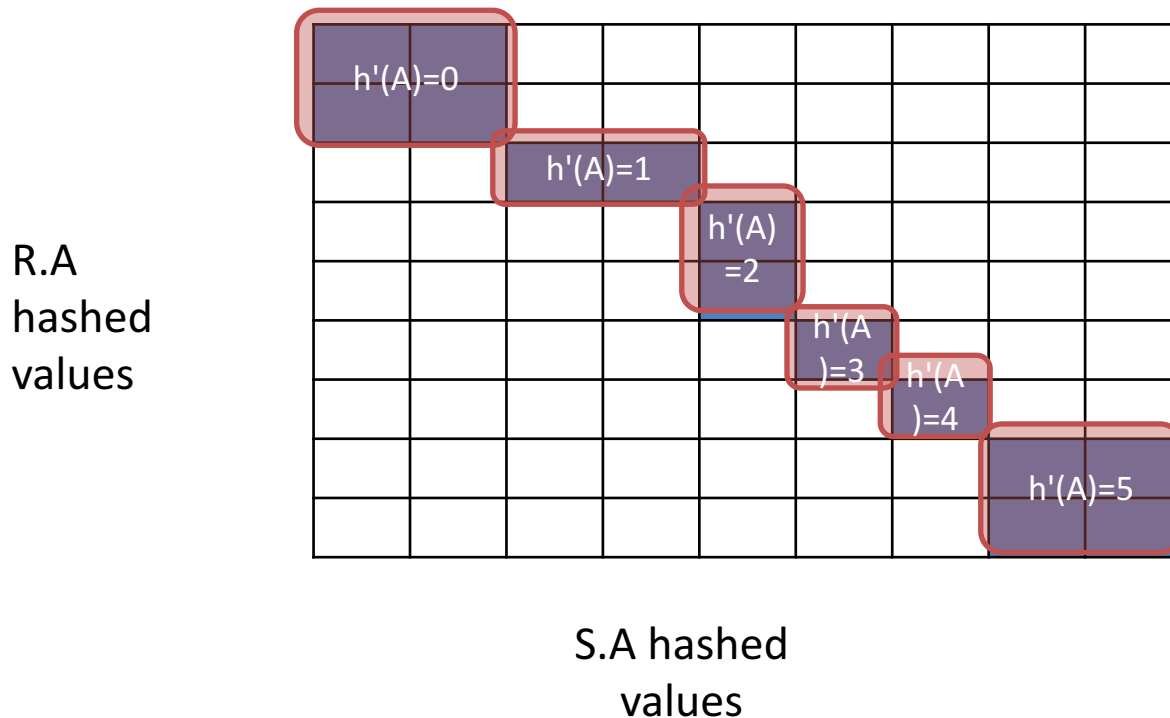 h'(A)=0
h'(A)=1
h'(A)
=2
R.A
hashed
values
h'(A
)=3
h'(A
)=4
h'(A)=5
S.A hashed
values